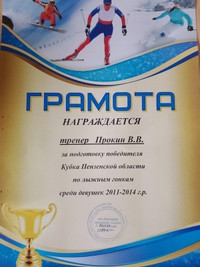 ГРАМОТА
НАГРАЖДАЕТСЯ
тренер Прокин В.В.
за подготовку победителя
Кубка Пензенской области
по лыжным гонкам
среди девушек 2011-2014 г.р.